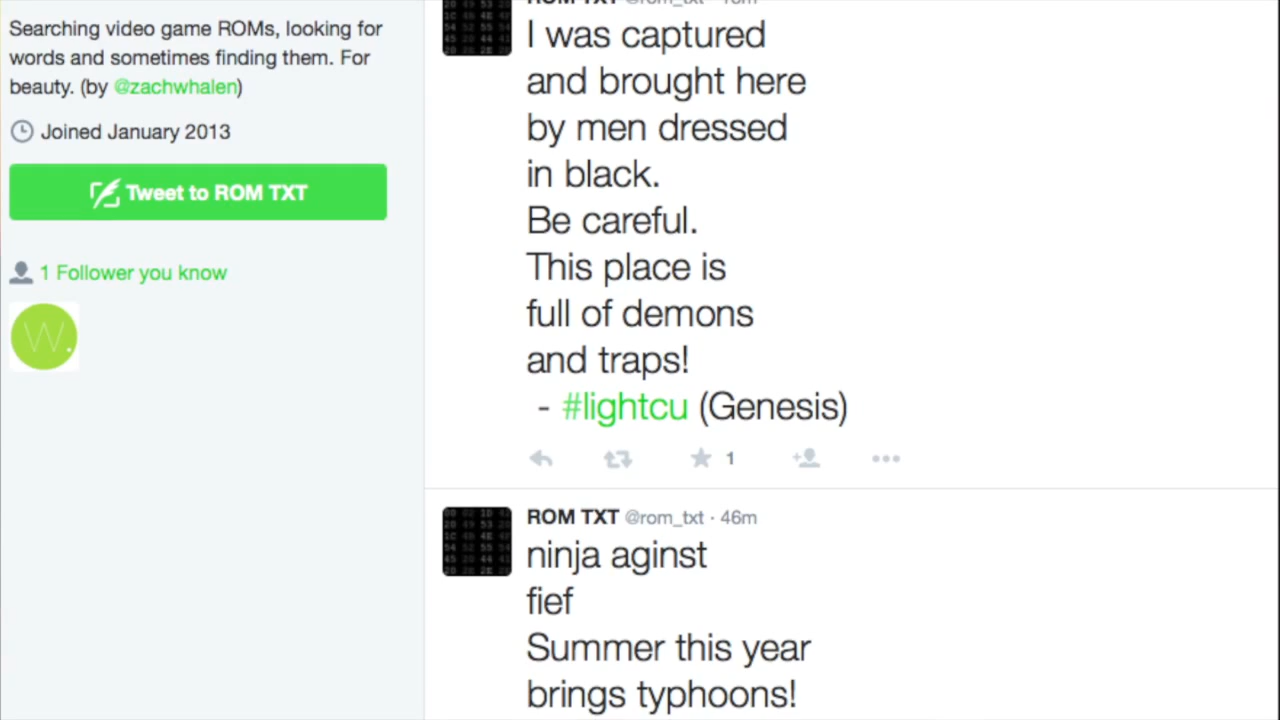 Searching video game ROMs, looking for
words and sometimes finding them. For
beauty. (by @zachwhalen)
Joined January 2013
Tweet to ROM TXT
1 Follower you know
W.
I was captured
and brought here
by men dressed
in black.
Be careful.
This place is
full of demons
and traps!
- #lightcu (Genesis)
1
ROM TXT @rom_txt · 46m
ninja aginst
fief
Summer this year
brings typhoons!